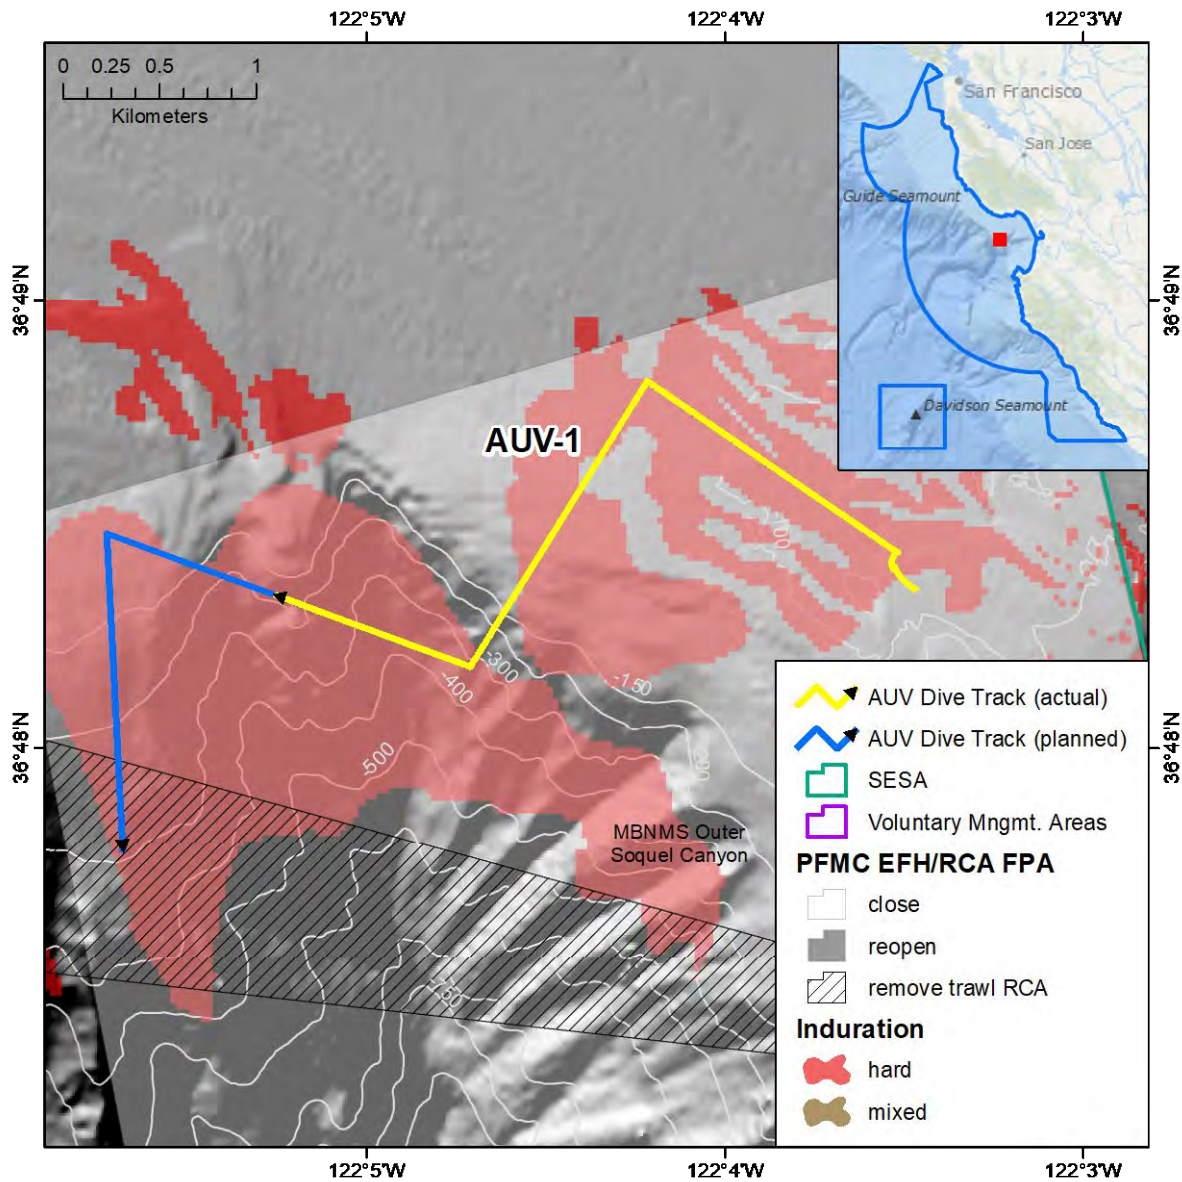 122°5'W 122°4'W 122°3'W
0 0.25 0.5 1
Kilometers
San Francisco
San Jose
Guide Seamount
Davidson Seamount
36°49'N 36°49'N
AUV-1
-100
-300
-150
-400
-200
-500
36°48'N 36°48'N
MBNMS Outer
Soquel Canyon
-750
AUV Dive Track (actual)
AUV Dive Track (planned)
SESA
Voluntary Mngmt. Areas
PFMC EFH/RCA FPA
close
reopen
remove trawl RCA
Induration
hard
mixed
122°5'W 122°4'W 122°3'W